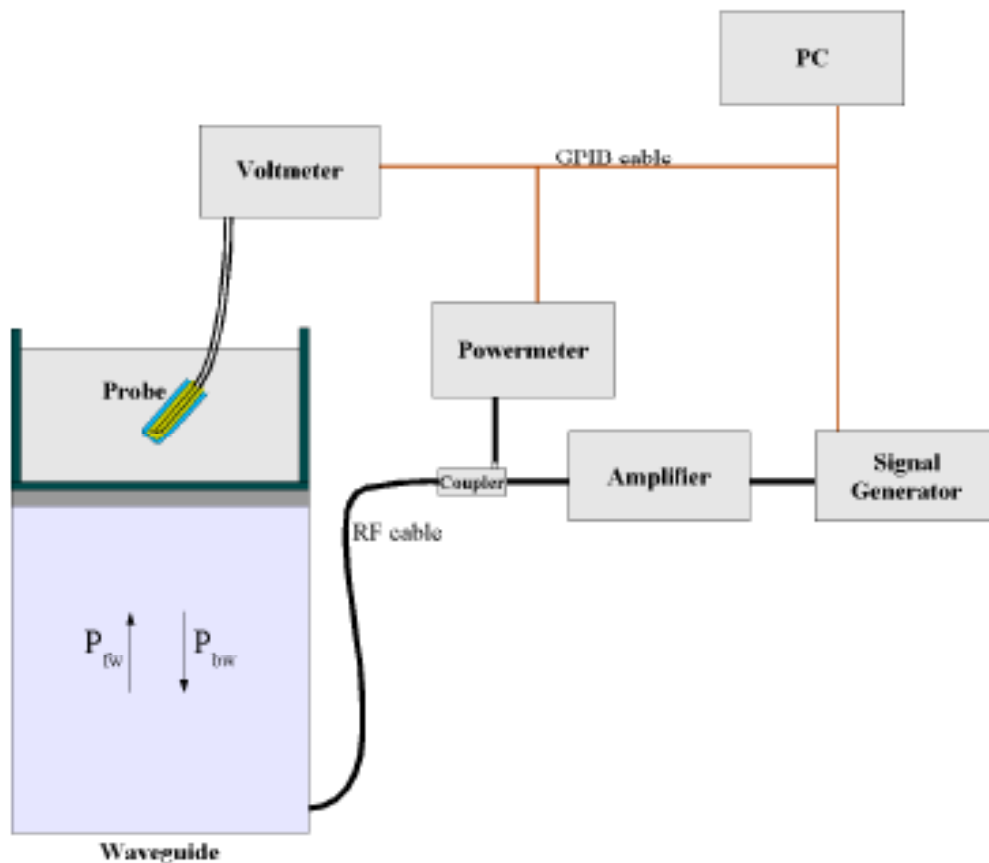 PC
Voltmeter
GPIB cable
Powermeter
Probe
Coupler
Amplifier
Signal
Generator
RF cable
P fw
P bw
Waveguide